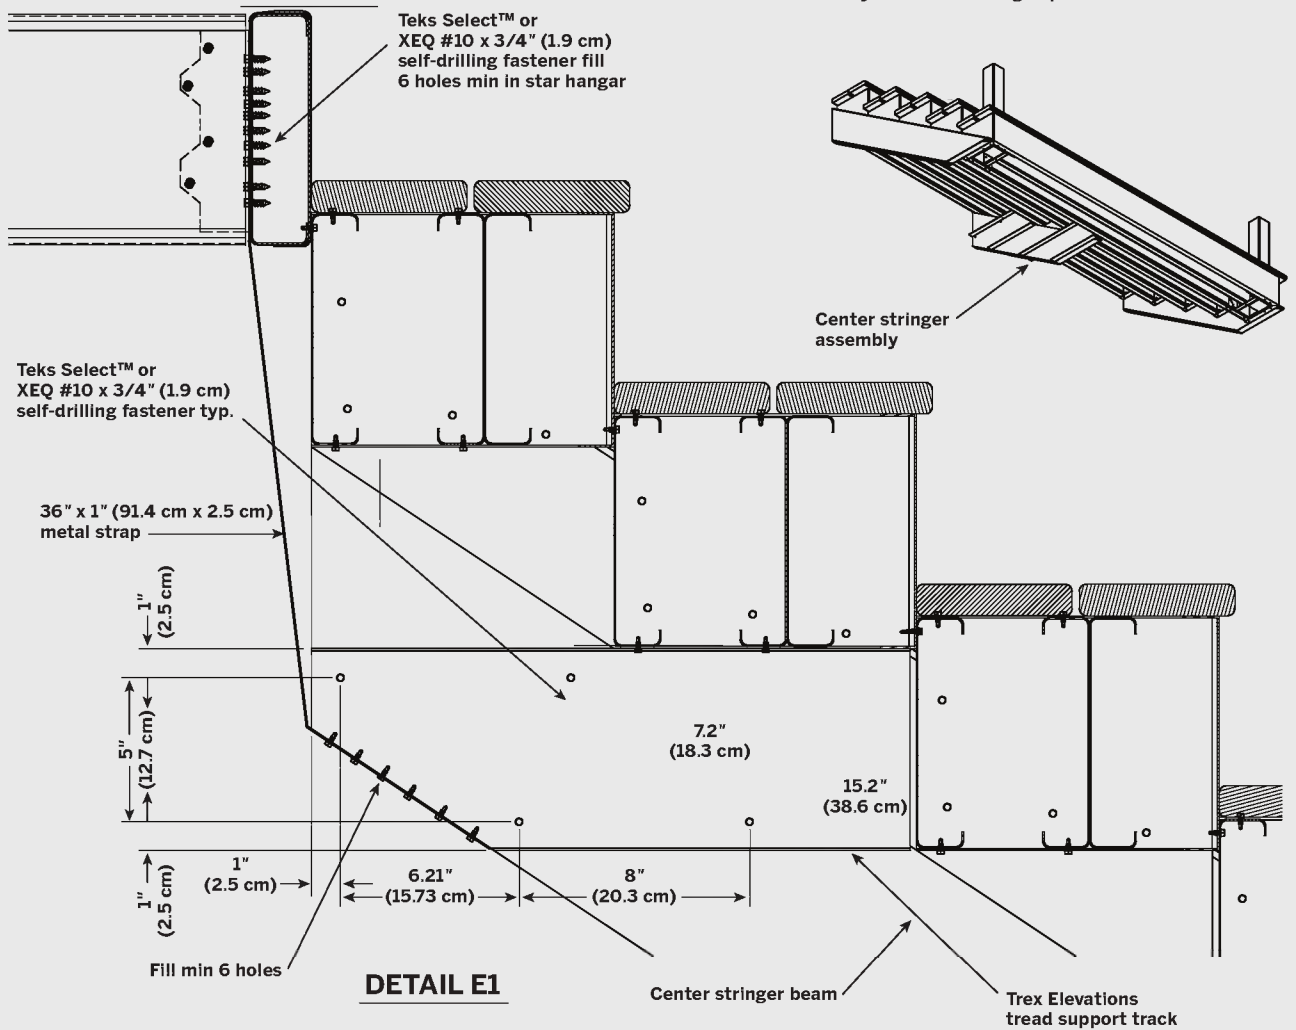 Teks Select™ or
XEQ #10 x 3/4" (1.9 cm)
self-drilling fastener fill
6 holes min in star hangar
Center stringer
assembly
Teks Select™ or
XEQ #10 x 3/4" (1.9 cm)
self-drilling fastener typ.
36" x 1" (91.4 cm x 2.5 cm)
metal strap
1"
(2.5 cm)
5"
(12.7 cm)
7.2"
(18.3 cm)
15.2"
(38.6 cm)
1"
(2.5 cm)
1"
(2.5 cm)
6.21"
(15.73 cm)
8"
(20.3 cm)
Fill min 6 holes
DETAIL E1
Center stringer beam
Trex Elevations
tread support track